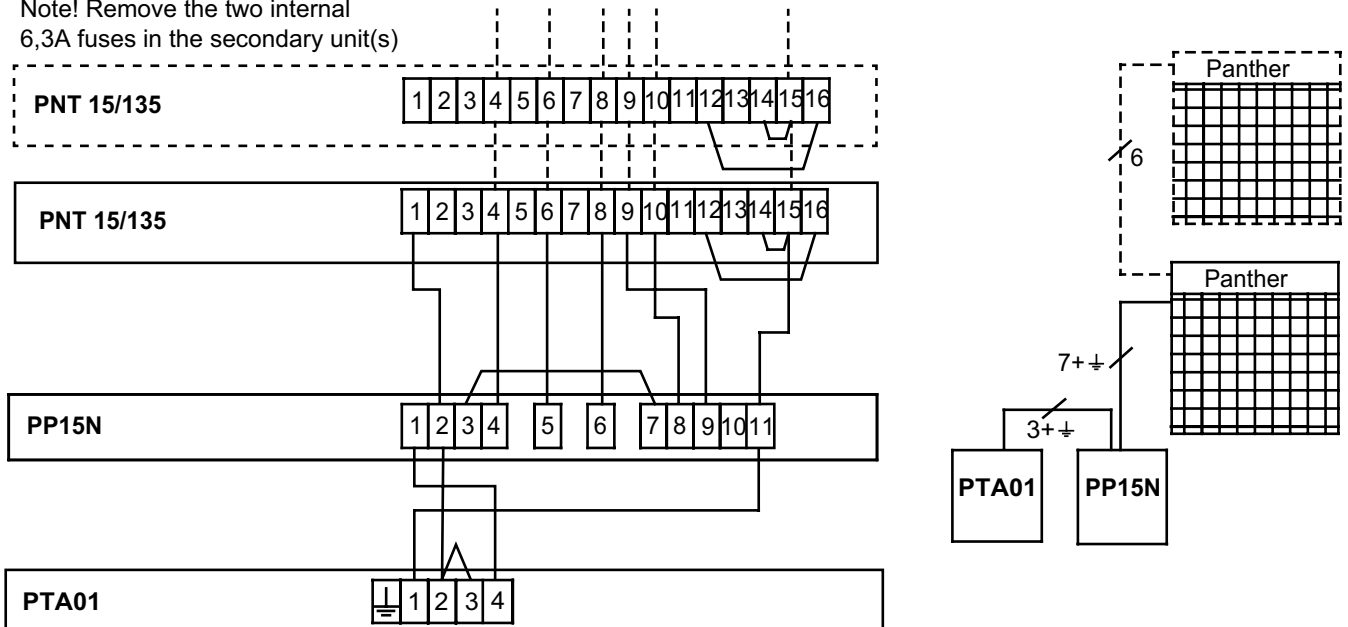 Note! Remove the two internal
6,3A fuses in the secondary unit(s)
PNT 15/135
1 2 3 4 5 6 7 8 9 10 11 12 13 14 15 16
PNT 15/135
1 2 3 4 5 6 7 8 9 10 11 12 13 14 15 16
PP15N
1 2 3 4 5 6 7 8 9 10 11
PTA01
1 2 3 4
Panther
6
Panther
7+⏚
3+⏚
PTA01 PP15N